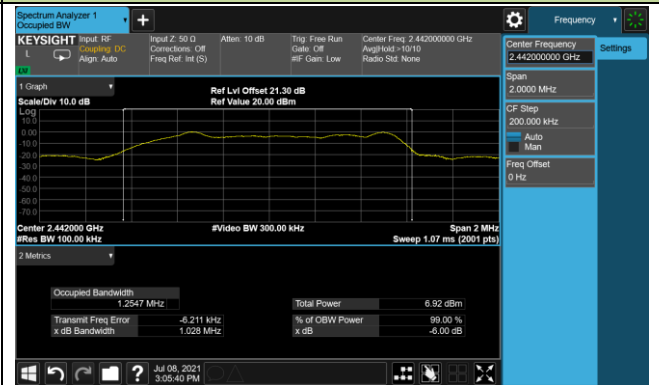 Spectrum Analyzer 1
Occupied BW
+
Frequency
KEYSIGHT
L
Input: RF
Coupling: DC
Align: Auto
Input Z: 50 Ω
Corrections: Off
Freq Ref: Int (S)
Atten: 10 dB
Trig: Free Run
Gate: Off
#IF Gain: Low
Center Freq: 2.442000000 GHz
Avg|Hold:>10/10
Radio Std: None
LXI
1 Graph
Scale/Div 10.0 dB
Ref Lvl Offset 21.30 dB
Ref Value 20.00 dBm
Log
10.0
0.00
-10.0
-20.0
-30.0
-40.0
-50.0
-60.0
-70.0
Center 2.442000 GHz
#Res BW 100.00 kHz
#Video BW 300.00 kHz
Span 2 MHz
Sweep 1.07 ms (2001 pts)
2 Metrics
Occupied Bandwidth
1.2547 MHz
Total Power
6.92 dBm
Transmit Freq Error
-6.211 kHz
% of OBW Power
99.00 %
x dB Bandwidth
1.028 MHz
x dB
-6.00 dB
Center Frequency
2.442000000 GHz
Settings
Span
2.0000 MHz
CF Step
200.000 kHz
Auto
Man
Freq Offset
0 Hz
?
Jul 08, 2021
3:05:40 PM